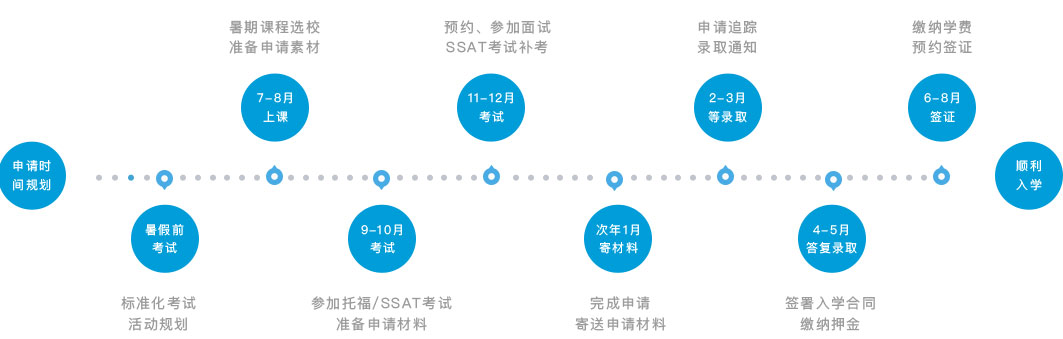 申请时
间规划
暑假前
考试
标准化考试
活动规划
暑期课程选校
准备申请素材
7-8月
上课
9-10月
考试
参加托福/SSAT考试
准备申请材料
预约、参加面试
SSAT考试补考
11-12月
考试
次年1月
寄材料
完成申请
寄送申请材料
申请追踪
录取通知
2-3月
等录取
4-5月
答复录取
签署入学合同
缴纳押金
缴纳学费
预约签证
6-8月
签证
顺利
入学